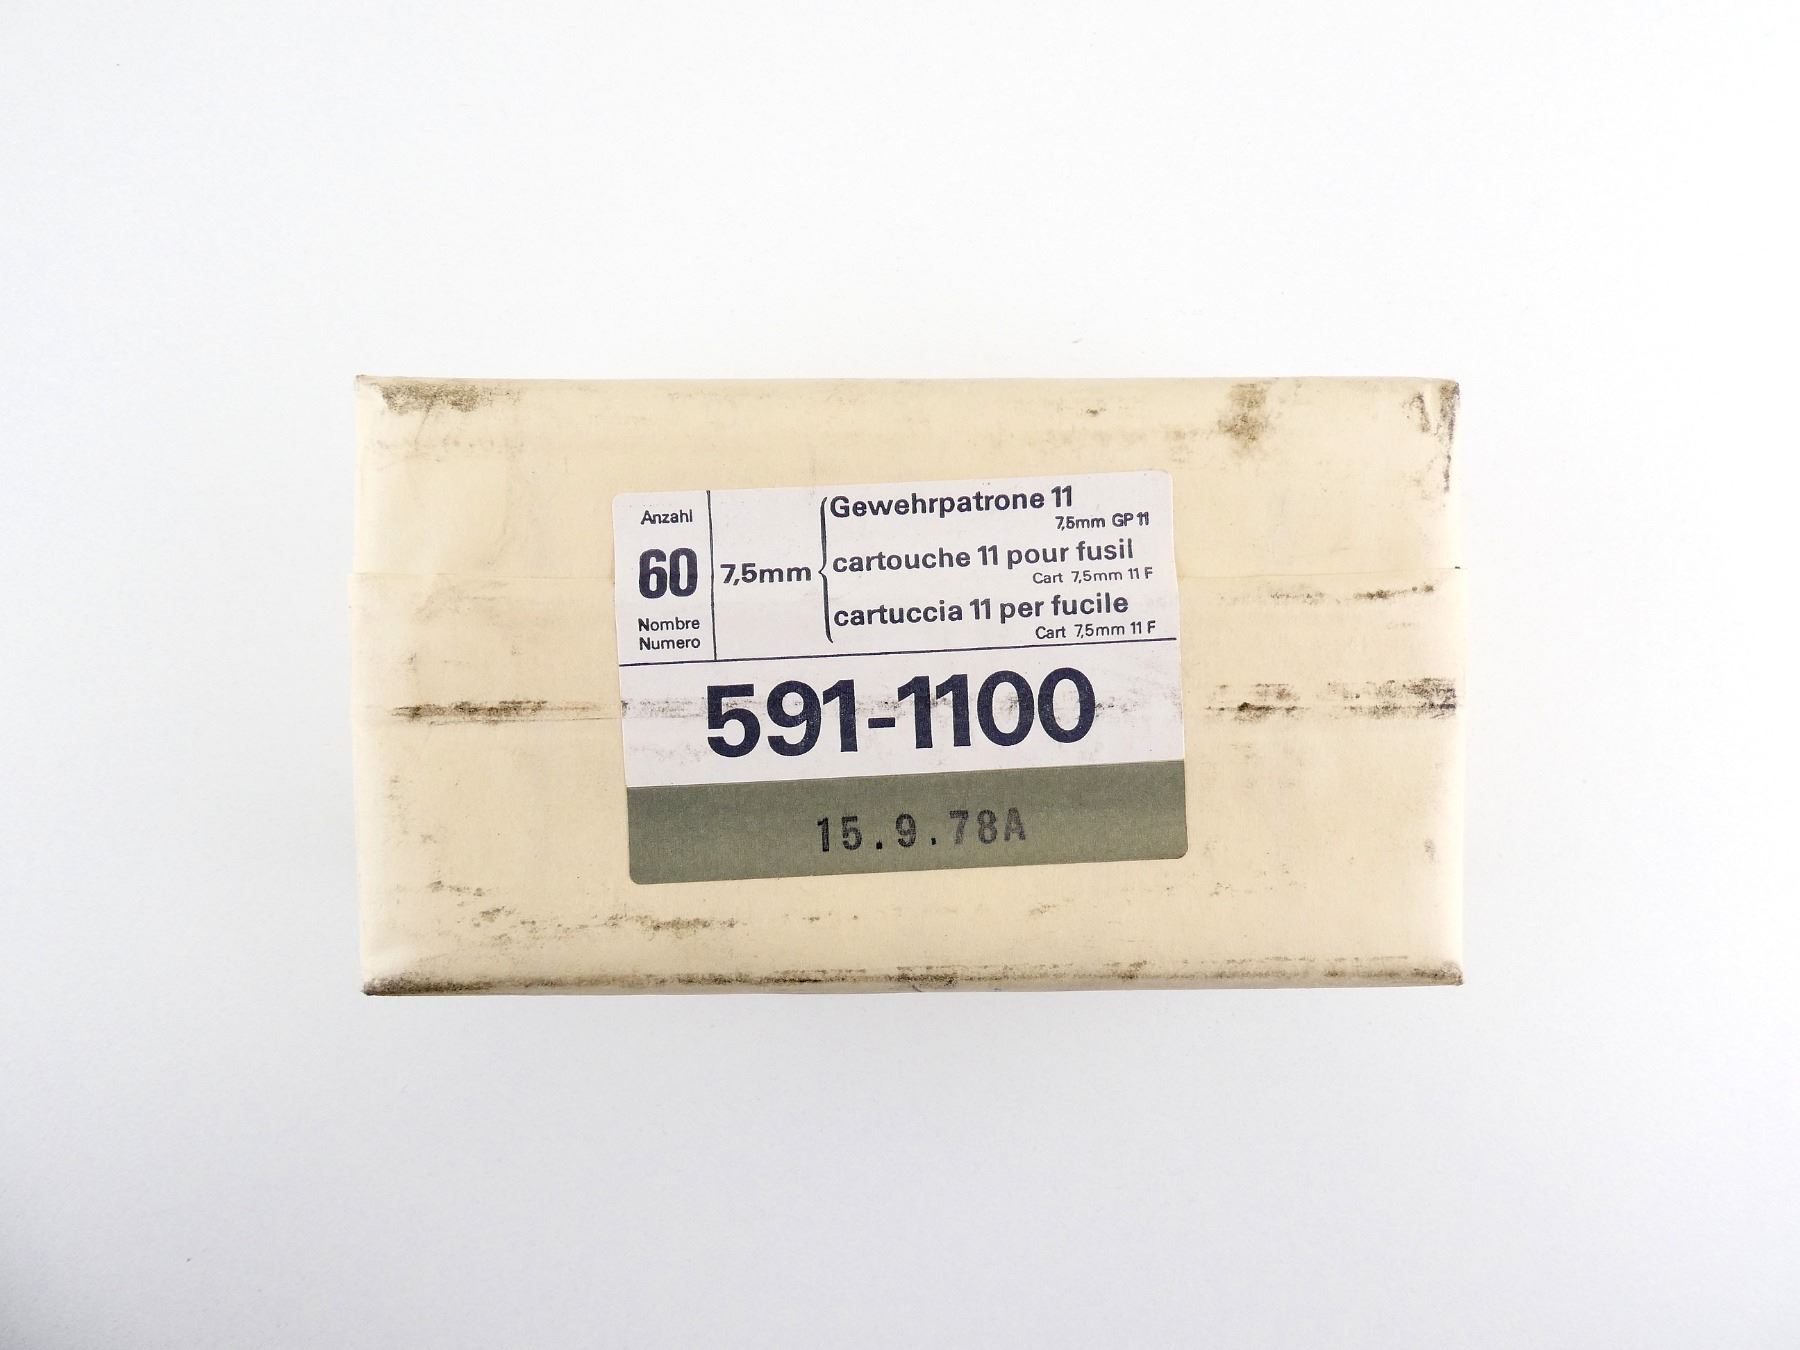 Anzahl
60
Nombre
Numero
7,5mm
Gewehrpatrone 11
7,5mm GP 11
cartouche 11 pour fusil
Cart 7,5mm 11 F
cartuccia 11 per fucile
Cart 7,5mm 11 F
591-1100
15.9.78A